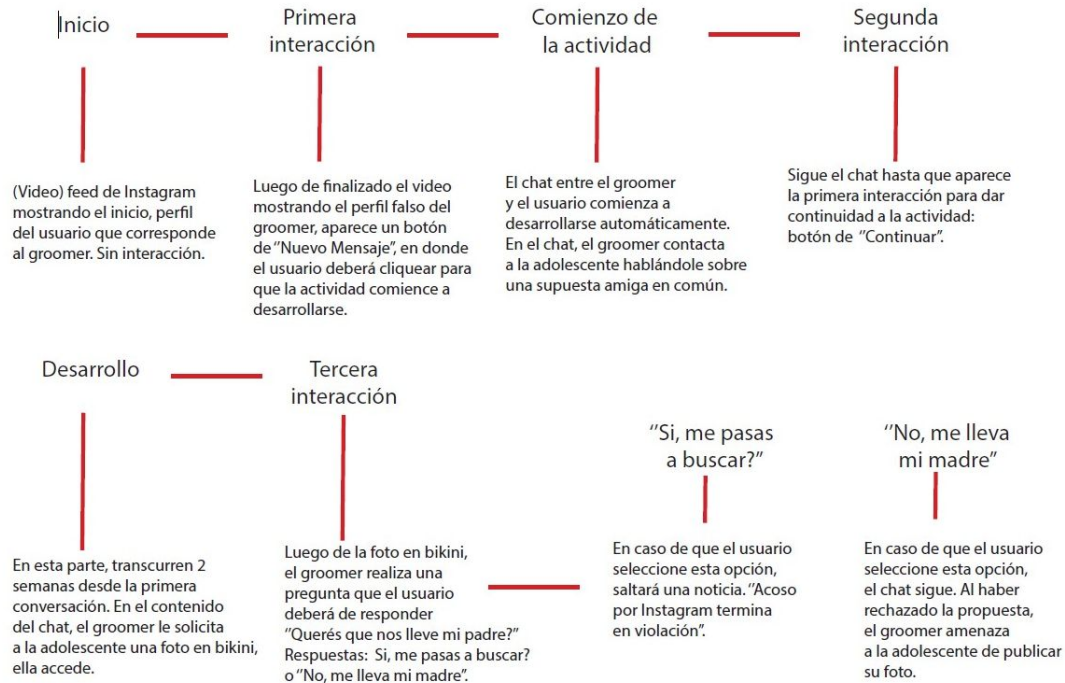 Inicio
(Video) feed de Instagram
mostrando el inicio, perfil
del usuario que corresponde
al groomer. Sin interacción.
Primera
interacción
Luego de finalizado el video
mostrando el perfil falso del
groomer, aparece un botón
de ‘‘Nuevo Mensaje’’, en donde
el usuario deberá cliquear para
que la actividad comience a
desarrollarse.
Comienzo de
la actividad
El chat entre el groomer
y el usuario comienza a
desarrollarse automáticamente.
En el chat, el groomer contacta
a la adolescente hablándole sobre
una supuesta amiga en común.
Segunda
interacción
Sigue el chat hasta que aparece
la primera interacción para dar
continuidad a la actividad:
botón de ‘‘Continuar’’.
Desarrollo
En esta parte, transcurren 2
semanas desde la primera
conversación. En el contenido
del chat, el groomer le solicita
a la adolescente una foto en bikini,
ella accede.
Tercera
interacción
Luego de la foto en bikini,
el groomer realiza una
pregunta que el usuario
deberá de responder
‘‘Querés que nos lleve mi padre?’’
Respuestas: Si, me pasas a buscar?
o ‘‘No, me lleva mi madre’’.
‘‘Si, me pasas
a buscar?’’
En caso de que el usuario
seleccione esta opción,
saltará una noticia. ‘‘Acoso
por Instagram termina
en violación’’.
‘‘No, me lleva
mi madre’’
En caso de que el usuario
seleccione esta opción,
el chat sigue. Al haber
rechazado la propuesta,
el groomer amenaza
a la adolescente de publicar
su foto.